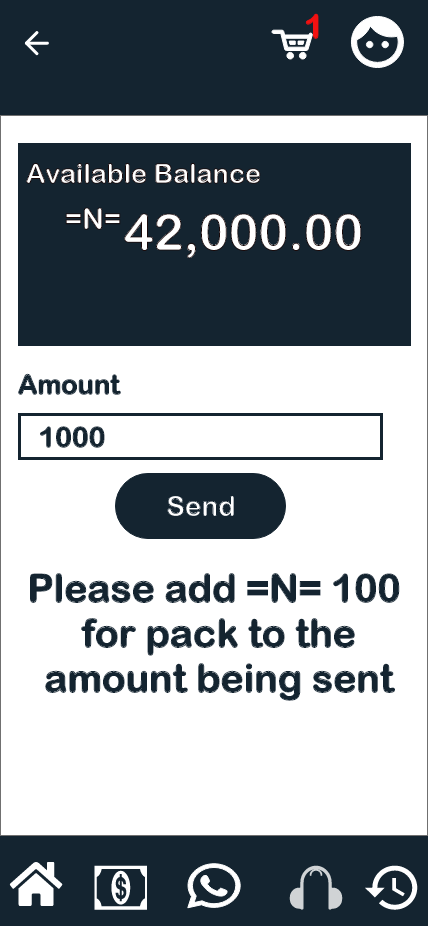 1
Available Balance
=N=42,000.00
Amount
1000
Send
Please add =N= 100
for pack to the
amount being sent